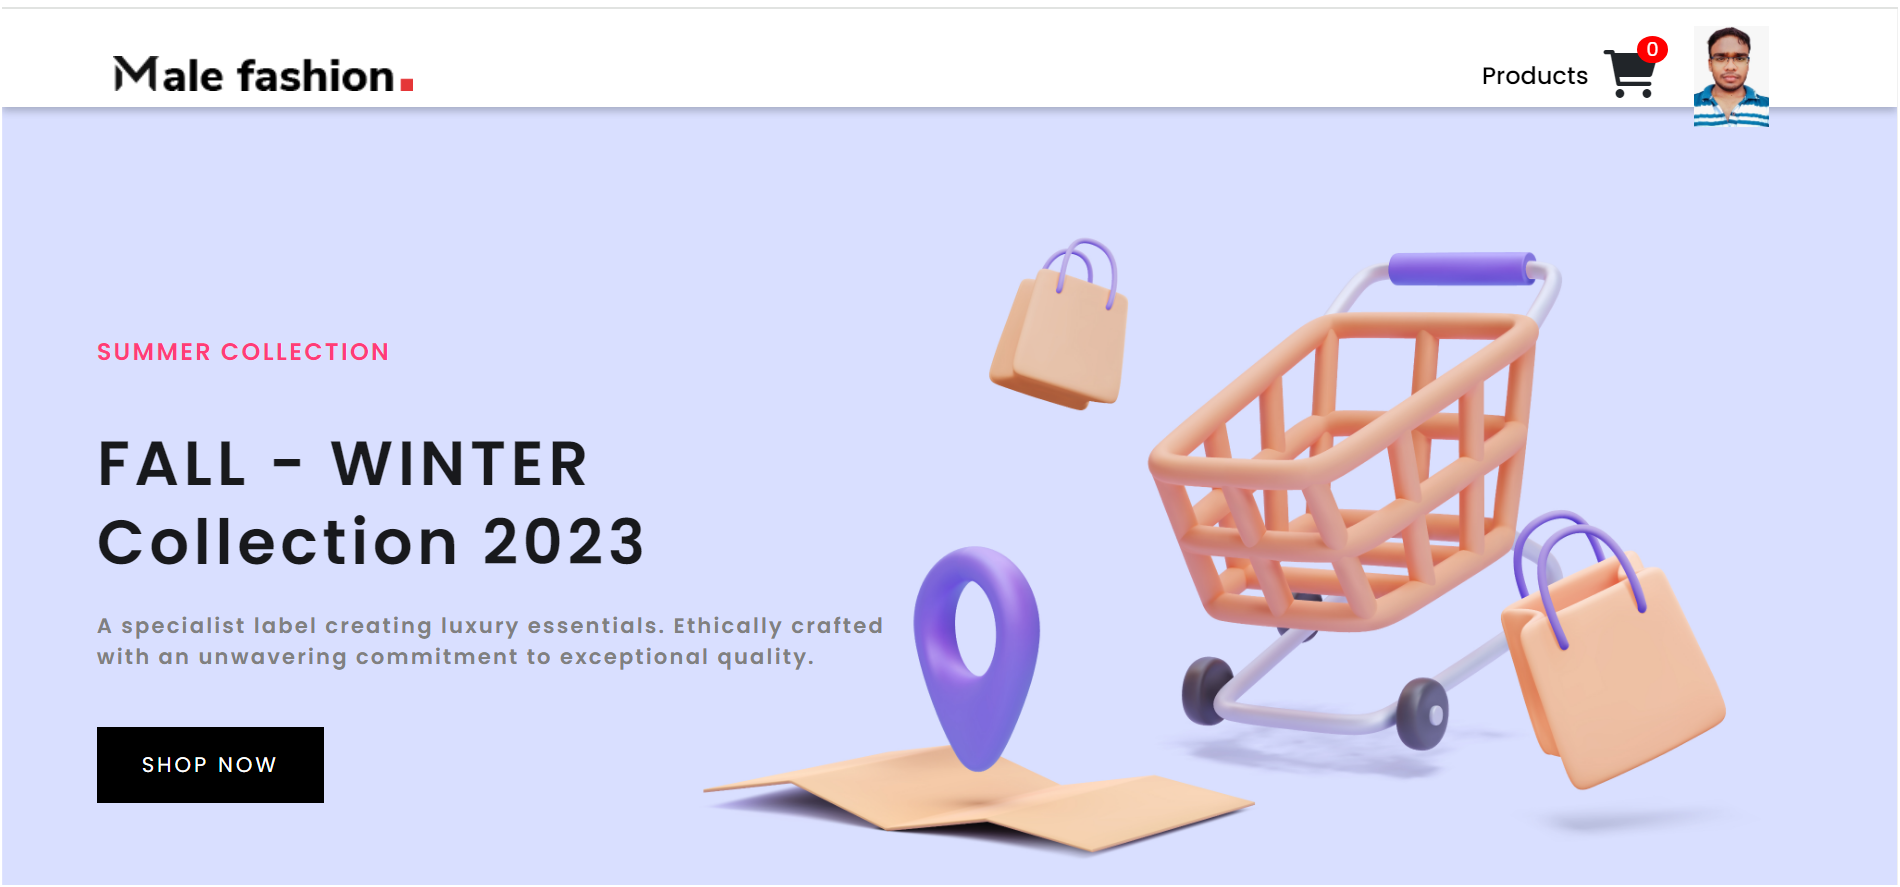 Male fashion.
Products
0
SUMMER COLLECTION
FALL - WINTER
Collection 2023
A specialist label creating luxury essentials. Ethically crafted
with an unwavering commitment to exceptional quality.
SHOP NOW